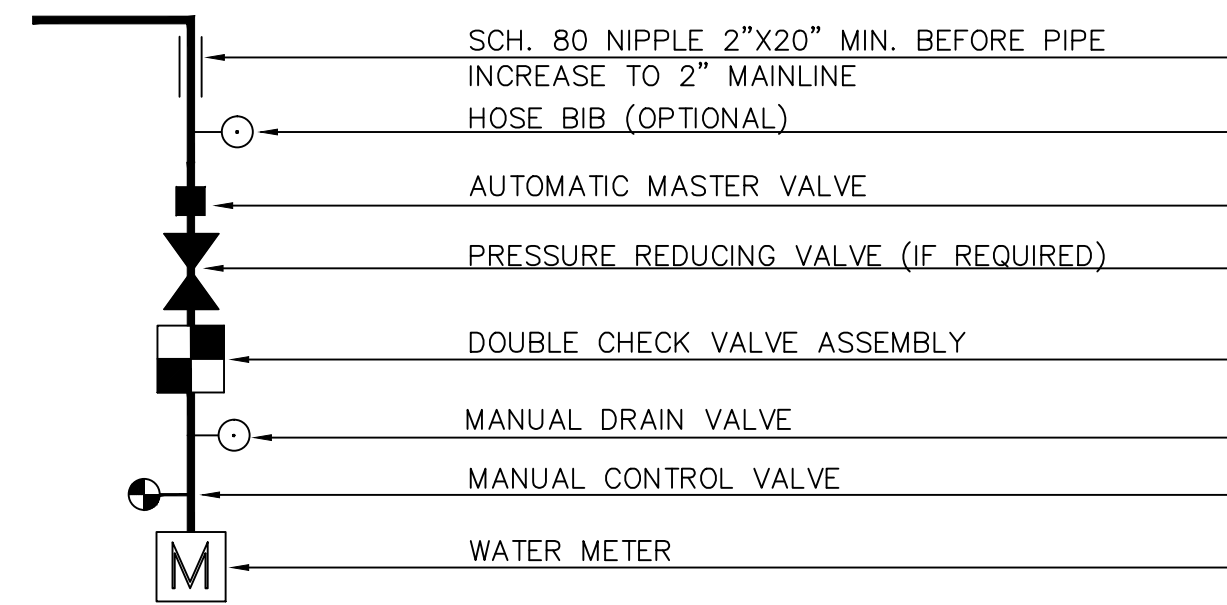 SCH. 80 NIPPLE 2”X20” MIN. BEFORE PIPE
INCREASE TO 2” MAINLINE
HOSE BIB (OPTIONAL)
AUTOMATIC MASTER VALVE
PRESSURE REDUCING VALVE (IF REQUIRED)
DOUBLE CHECK VALVE ASSEMBLY
MANUAL DRAIN VALVE
MANUAL CONTROL VALVE
WATER METER
M